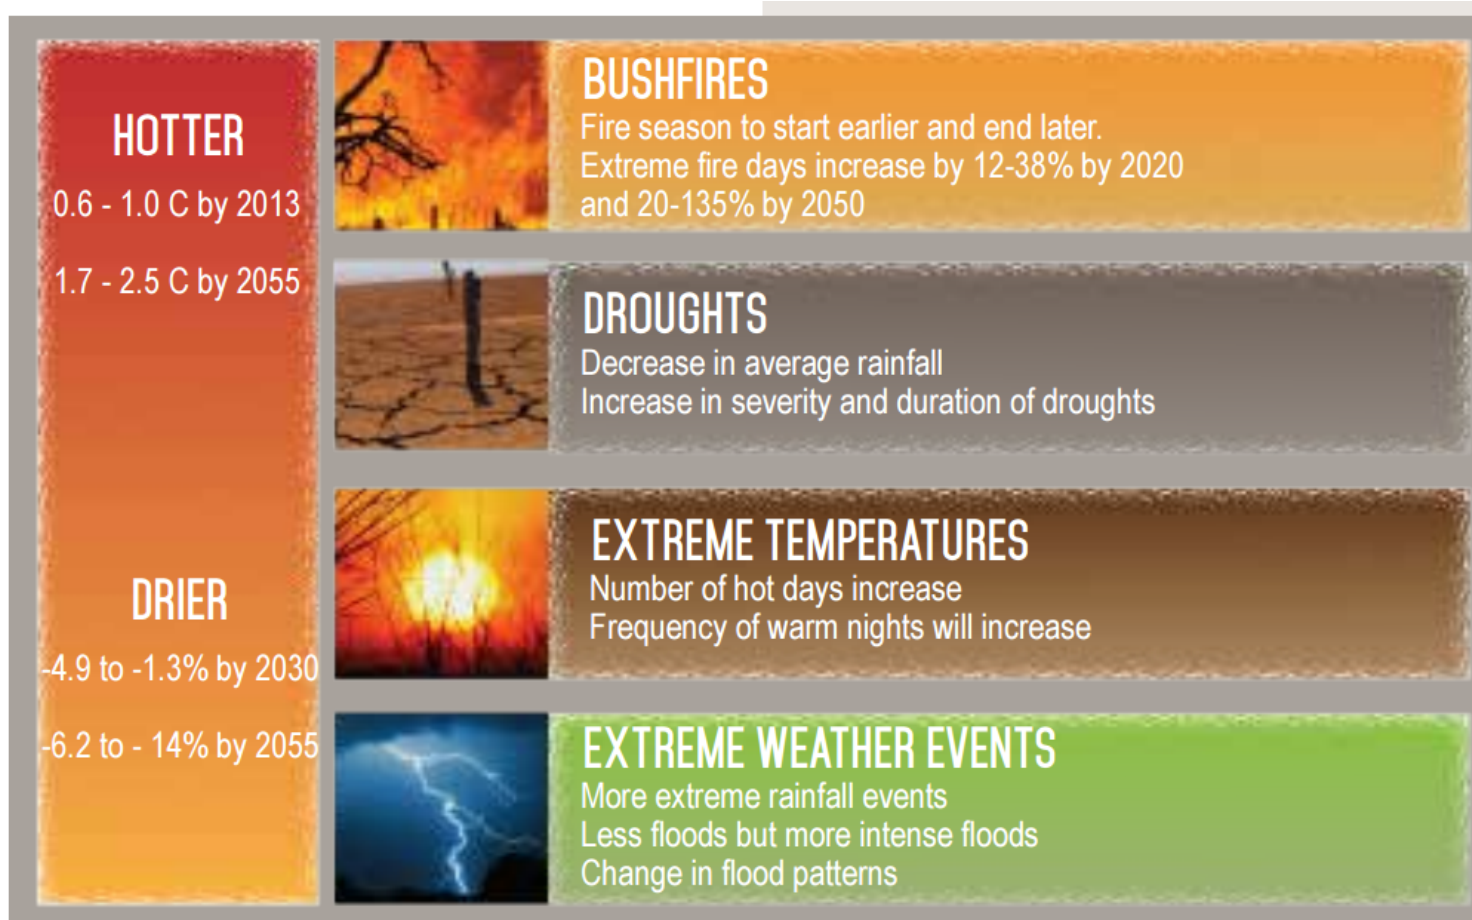 HOTTER
0.6 - 1.0 C by 2013
1.7 - 2.5 C by 2055
DRIER
-4.9 to -1.3% by 2030
-6.2 to - 14% by 2055
BUSHFIRES
Fire season to start earlier and end later.
Extreme fire days increase by 12-38% by 2020
and 20-135% by 2050
DROUGHTS
Decrease in average rainfall
Increase in severity and duration of droughts
EXTREME TEMPERATURES
Number of hot days increase
Frequency of warm nights will increase
EXTREME WEATHER EVENTS
More extreme rainfall events
Less floods but more intense floods
Change in flood patterns